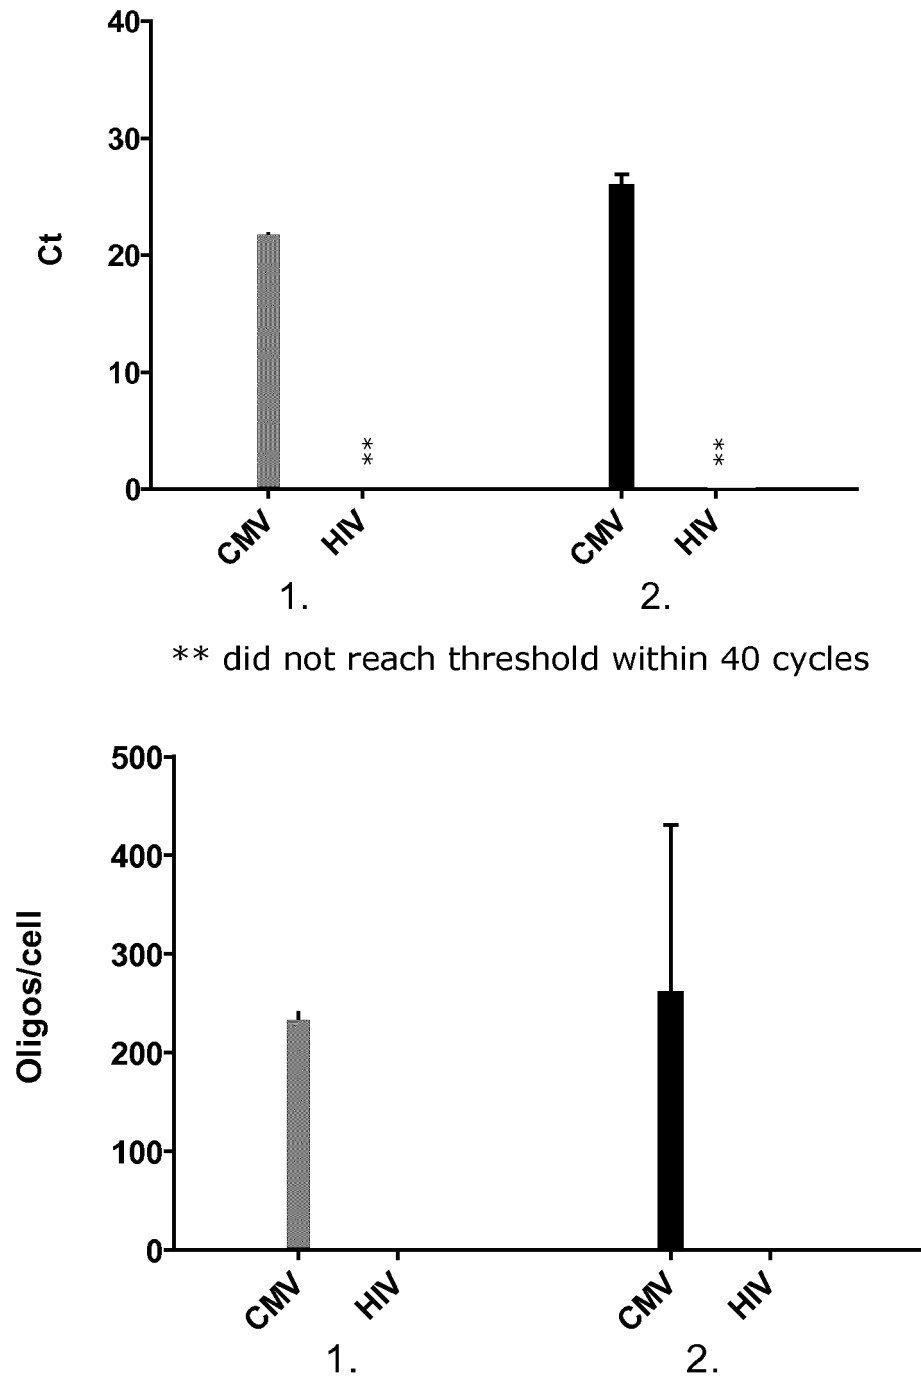 40
30
20
10
0
Ct
**
**
CMV
HIV
CMV
HIV
1.
2.
** did not reach threshold within 40 cycles
500
400
300
200
100
0
Oligos/cell
CMV
HIV
CMV
HIV
1.
2.